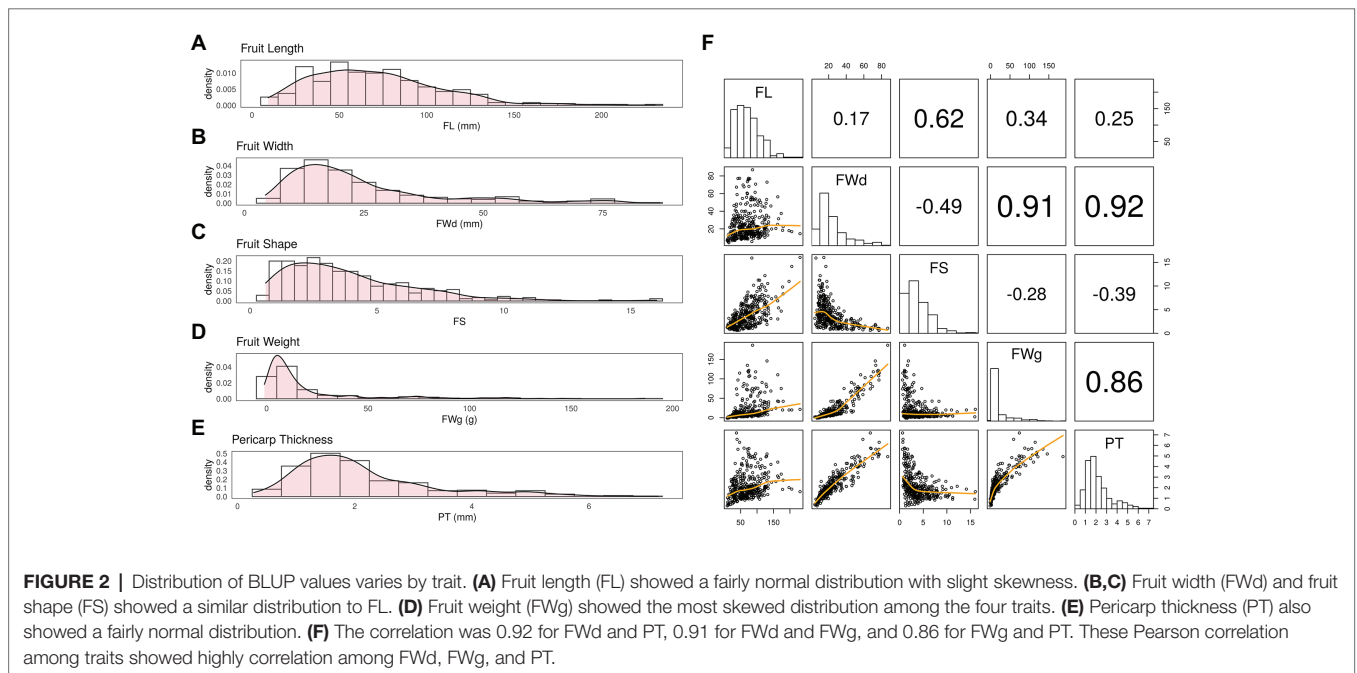 A
Fruit Length
density
0.010
0.005
0.000
0 50 100 150 200
FL (mm)
B
Fruit Width
density
0.04
0.03
0.02
0.01
0.00
0 25 50 75
FWd (mm)
C
Fruit Shape
density
0.20
0.15
0.10
0.05
0.00
0 5 10 15
FS
D
Fruit Weight
density
0.04
0.02
0.00
0 50 100 150 200
FWg (g)
E
Pericarp Thickness
density
0.5
0.4
0.3
0.2
0.1
0.0
0 2 4 6
PT (mm)
F
20 40 60 80 0 50 100 150
FL 0.17 0.62 0.34 0.25
150
50
80
60
40
20
FWd -0.49 0.91 0.92
FS -0.28 -0.39
15
10
5
0
150
100
50
0
FWg 0.86
PT
7
6
5
4
3
2
1
0
50 150 0 5 10 15 0 1 2 3 4 5 6 7
FIGURE 2 | Distribution of BLUP values varies by trait. (A) Fruit length (FL) showed a fairly normal distribution with slight skewness. (B,C) Fruit width (FWd) and fruit
shape (FS) showed a similar distribution to FL. (D) Fruit weight (FWg) showed the most skewed distribution among the four traits. (E) Pericarp thickness (PT) also
showed a fairly normal distribution. (F) The correlation was 0.92 for FWd and PT, 0.91 for FWd and FWg, and 0.86 for FWg and PT. These Pearson correlation
among traits showed highly correlation among FWd, FWg, and PT.